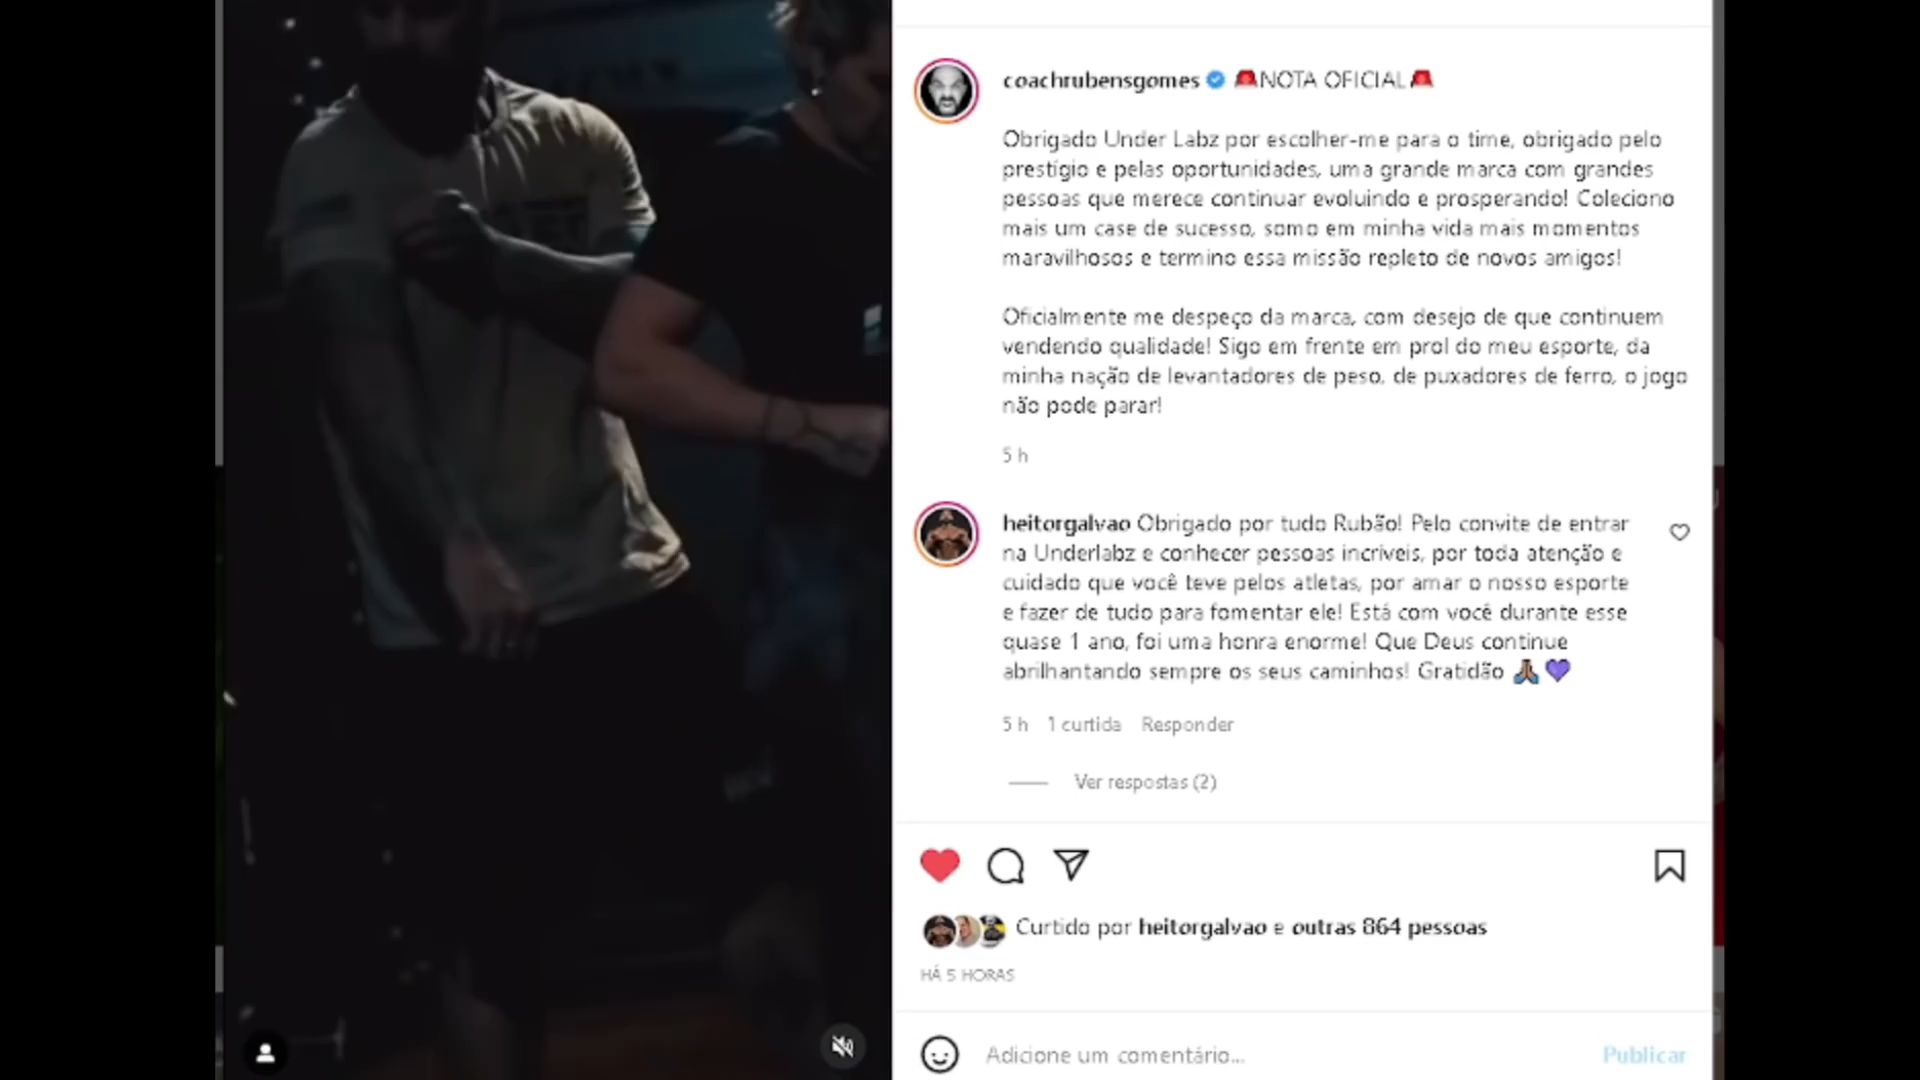 coachrubensgomes NOTA OFICIAL
Obrigado Under Labz por escolher-me para o time, obrigado pelo
prestígio e pelas oportunidades, uma grande marca com grandes
pessoas que merece continuar evoluindo e prosperando! Coleciono
mais um case de sucesso, somo em minha vida mais momentos
maravilhosos e termino essa missão repleto de novos amigos!
Oficialmente me despeço da marca, com desejo de que continuem
vendendo qualidade! Sigo em frente em prol do meu esporte, da
minha nação de levantadores de peso, de puxadores de ferro, o jogo
não pode parar!
5 h
heitorgalvao Obrigado por tudo Rubão! Pelo convite de entrar
na Underlabz e conhecer pessoas incríveis, por toda atenção e
cuidado que você teve pelos atletas, por amar o nosso esporte
e fazer de tudo para fomentar ele! Está com você durante esse
quase 1 ano, foi uma honra enorme! Que Deus continue
abrilhantando sempre os seus caminhos! Gratidão 🙏🏽💜
5 h 1 curtida Responder
Ver respostas (2)
Curtido por heitorgalvao e outras 864 pessoas
HÁ 5 HORAS
Adicione um comentário...
Publicar